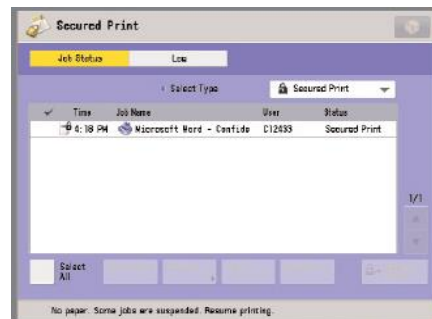 Secured Print
Job Status Log
Select Type Secured Print
Time Job Name User Status
4:18 PM Microsoft Word - Confide C12433 Secured Print
1/1
Select
All
No paper. Some jobs are suspended. Resume printing.